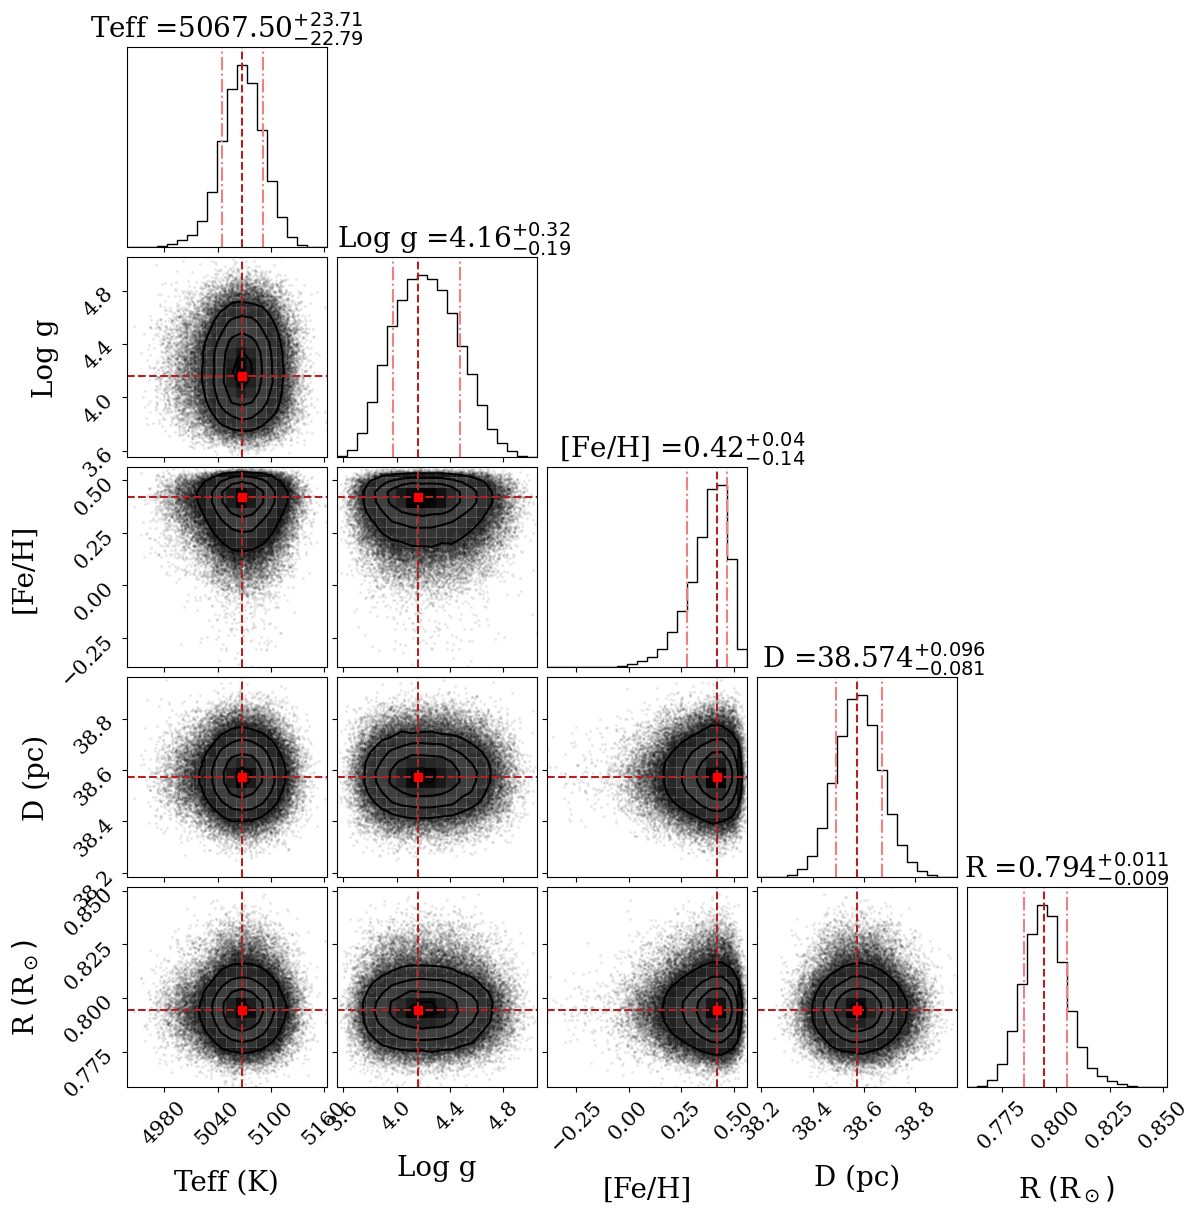 Teff =5067.50+23.71−22.79
Log g =4.16+0.32−0.19
Log g
4.8
4.4
4.0
3.6
[Fe/H] =0.42+0.04−0.14
[Fe/H]
0.50
0.25
0.00
−0.25
D =38.574+0.096−0.081
D (pc)
38.8
38.6
38.4
38.2
R =0.794+0.011−0.009
R (R⊙)
0.850
0.825
0.800
0.775
4980 5040 5100 5160
3.6 4.0 4.4 4.8
−0.25 0.00 0.25 0.50
38.2 38.4 38.6 38.8
0.775 0.800 0.825 0.850
Teff (K)
Log g
[Fe/H]
D (pc)
R (R⊙)